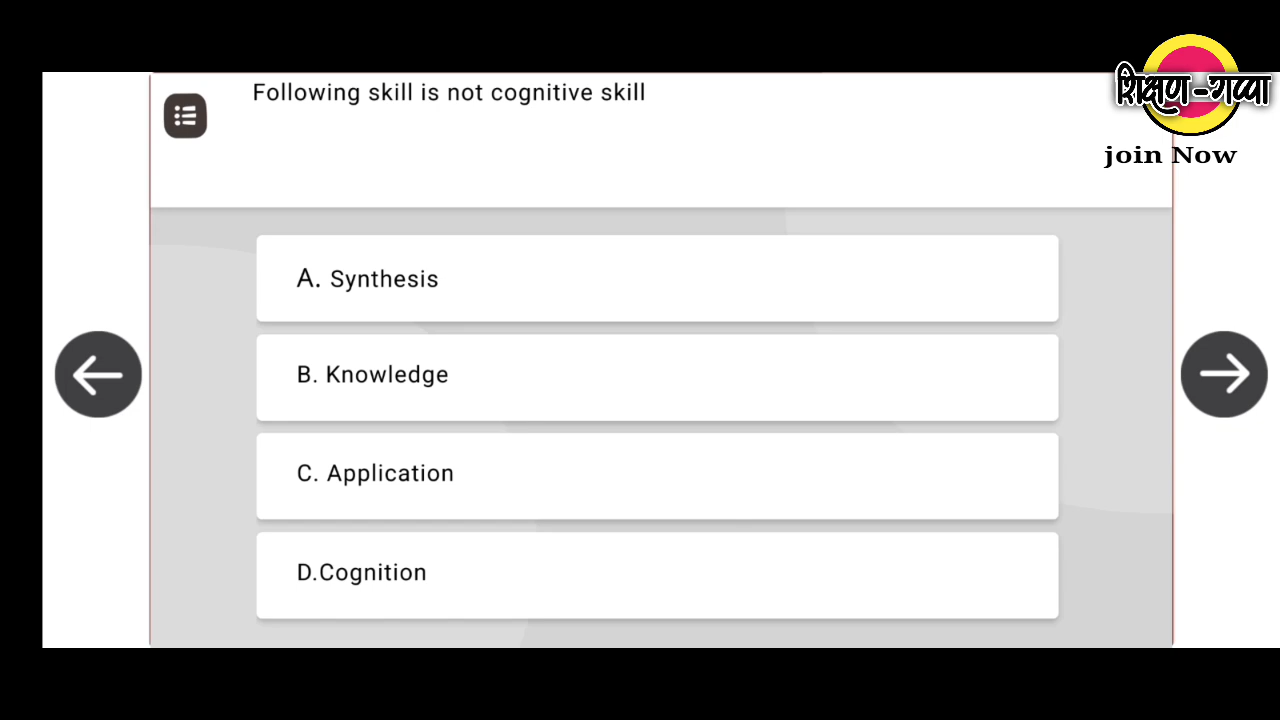 Following skill is not cognitive skill
शिक्षण-गप्पा
join Now
A. Synthesis
B. Knowledge
C. Application
D.Cognition